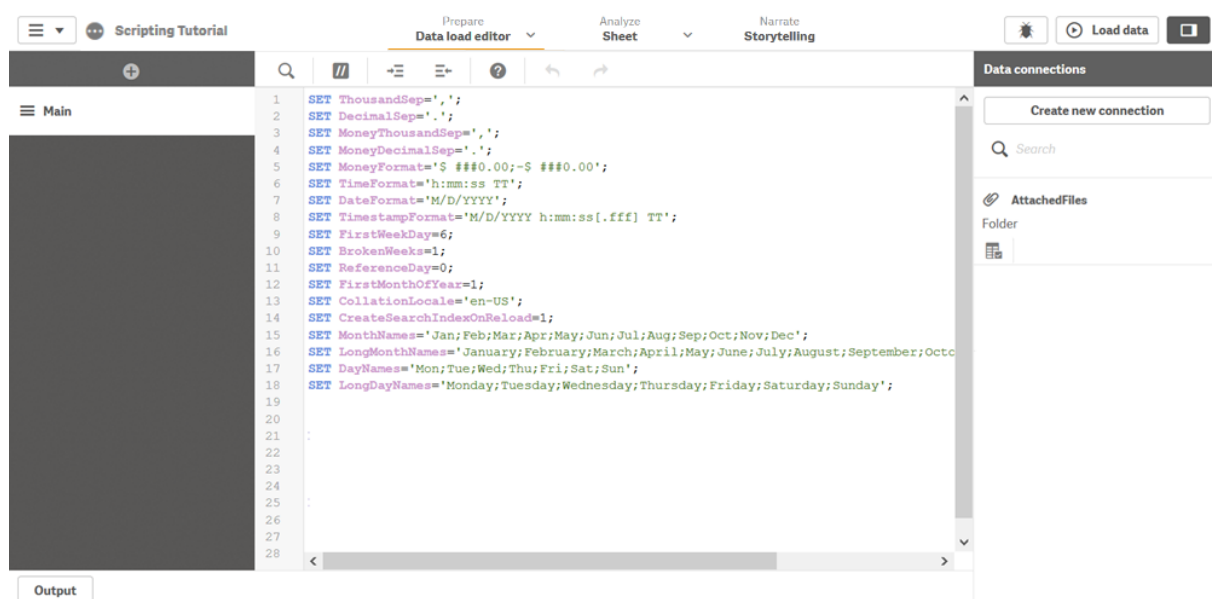 Scripting Tutorial
Prepare
Data load editor
Analyze
Sheet
Narrate
Storytelling
Load data
Main
//
?
1 SET ThousandSep=',';
2 SET DecimalSep='.';
3 SET MoneyThousandSep=',';
4 SET MoneyDecimalSep='.';
5 SET MoneyFormat='$ ###0.00;-$ ###0.00';
6 SET TimeFormat='h:mm:ss TT';
7 SET DateFormat='M/D/YYYY';
8 SET TimestampFormat='M/D/YYYY h:mm:ss[.fff] TT';
9 SET FirstWeekDay=6;
10 SET BrokenWeeks=1;
11 SET ReferenceDay=0;
12 SET FirstMonthOfYear=1;
13 SET CollationLocale='en-US';
14 SET CreateSearchIndexOnReload=1;
15 SET MonthNames='Jan;Feb;Mar;Apr;May;Jun;Jul;Aug;Sep;Oct;Nov;Dec';
16 SET LongMonthNames='January;February;March;April;May;June;July;August;September;Octo
17 SET DayNames='Mon;Tue;Wed;Thu;Fri;Sat;Sun';
18 SET LongDayNames='Monday;Tuesday;Wednesday;Thursday;Friday;Saturday;Sunday';
19
20
21
22
23
24
25
26
27
28
Data connections
Create new connection
Search
AttachedFiles
Folder
Output